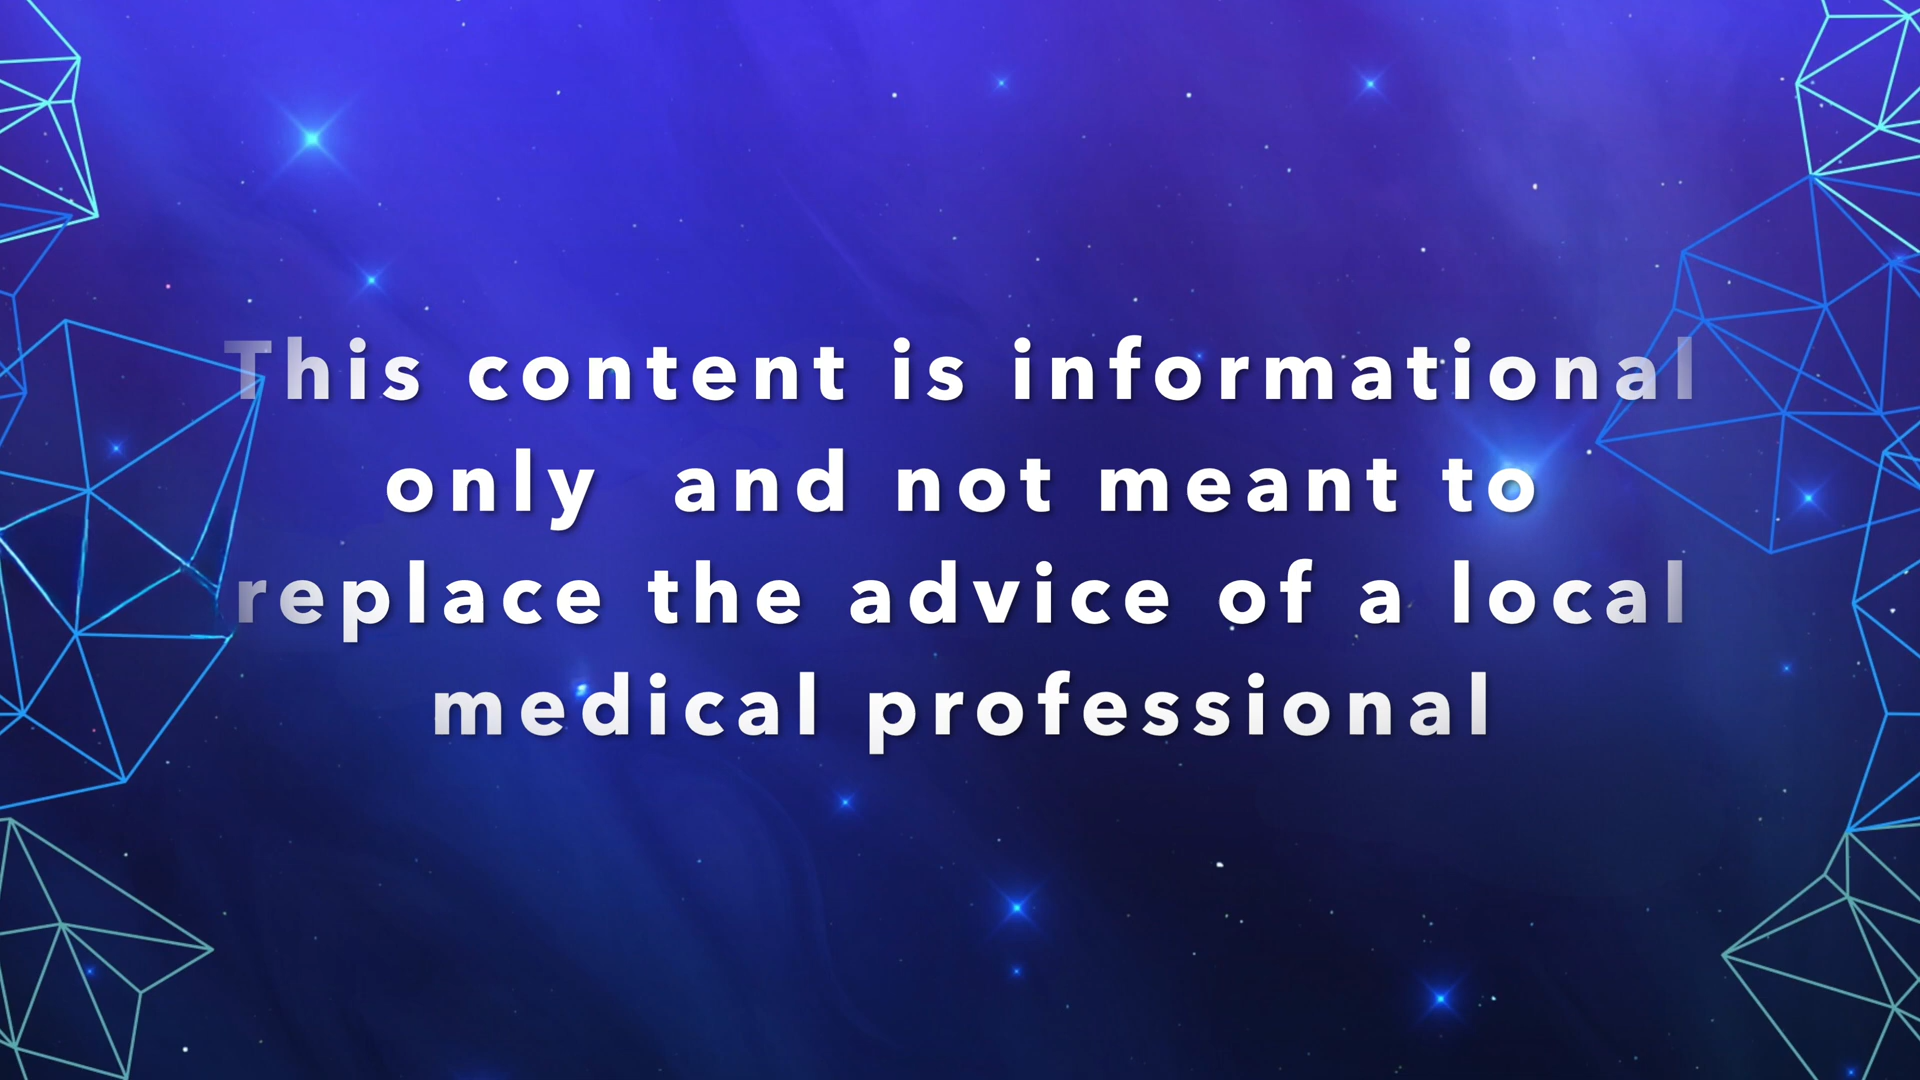 This content is informational
only  and not meant to
replace the advice of a local
medical professional